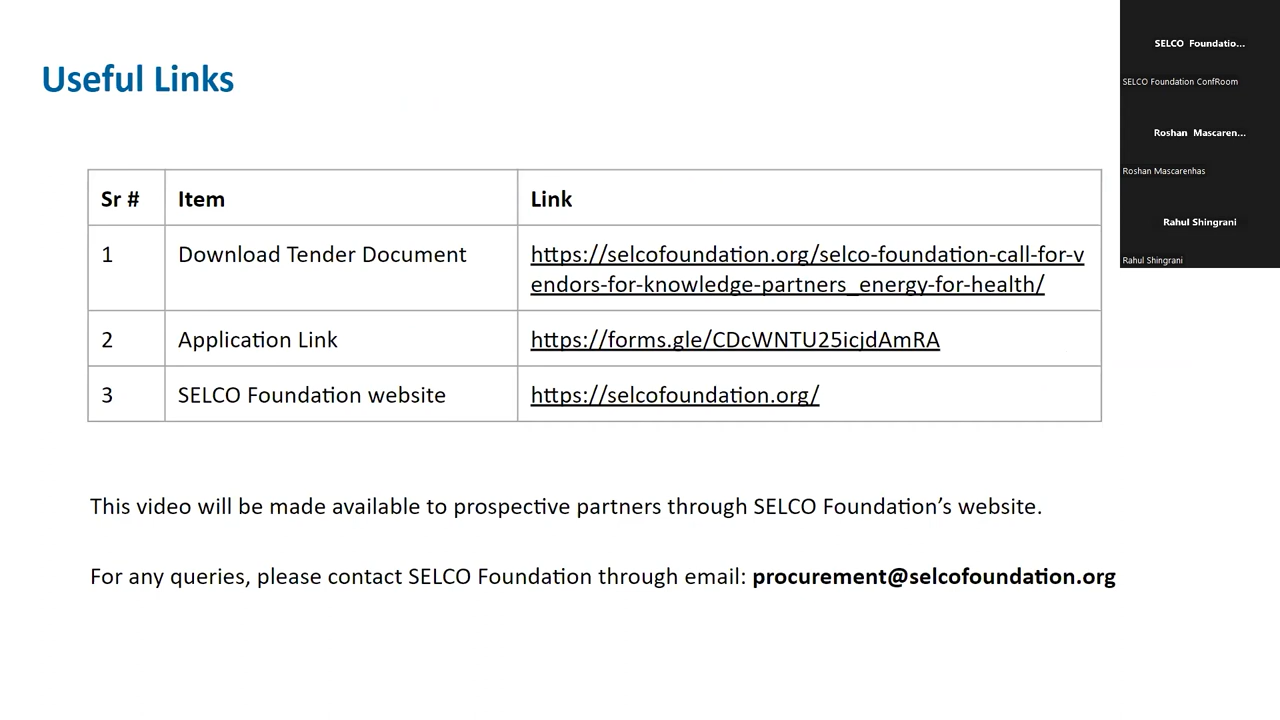 Useful Links
Sr # Item Link
1 Download Tender Document https://selcofoundation.org/selco-foundation-call-for-v
endors-for-knowledge-partners_energy-for-health/
2 Application Link https://forms.gle/CDcWNTU25icjdAmRA
3 SELCO Foundation website https://selcofoundation.org/
This video will be made available to prospective partners through SELCO Foundation’s website.
For any queries, please contact SELCO Foundation through email: procurement@selcofoundation.org
SELCO Foundatio...
SELCO Foundation ConfRoom
Roshan Mascaren...
Roshan Mascarenhas
Rahul Shingrani
Rahul Shingrani